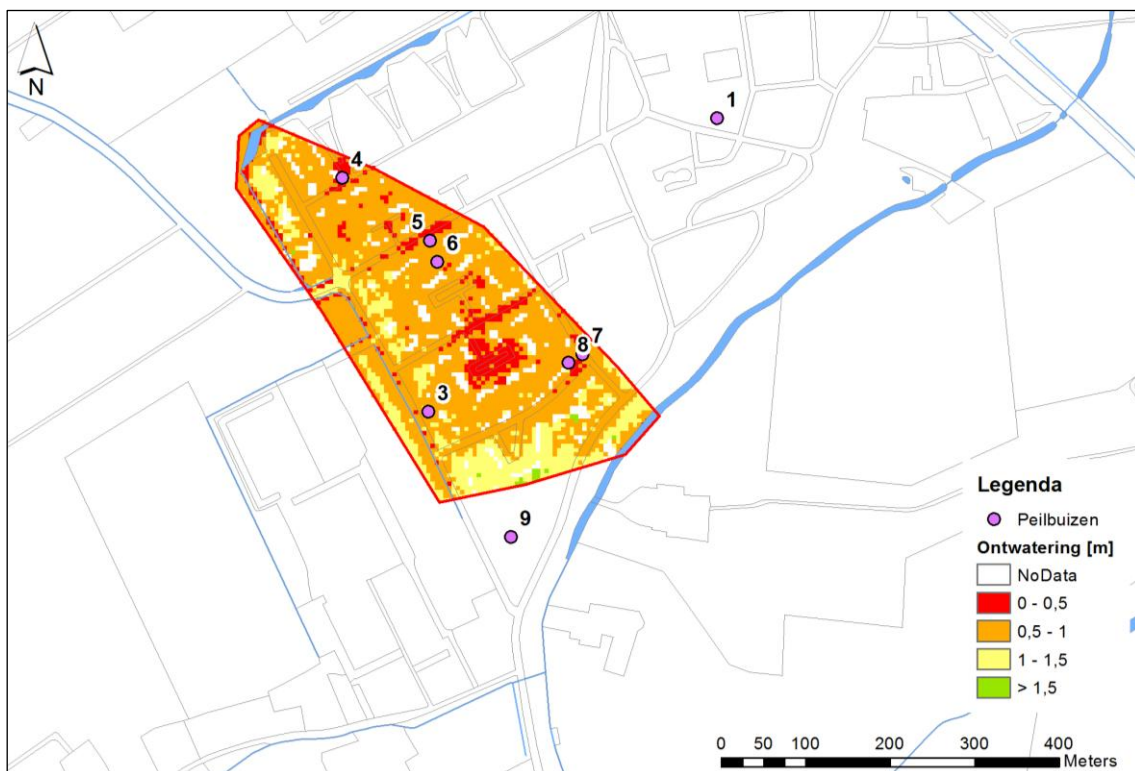 N
1
4
5
6
7
8
3
9
Legenda
Peilbuizen
Ontwatering [m]
NoData
0 - 0,5
0,5 - 1
1 - 1,5
> 1,5
0 50 100 200 300 400
Meters